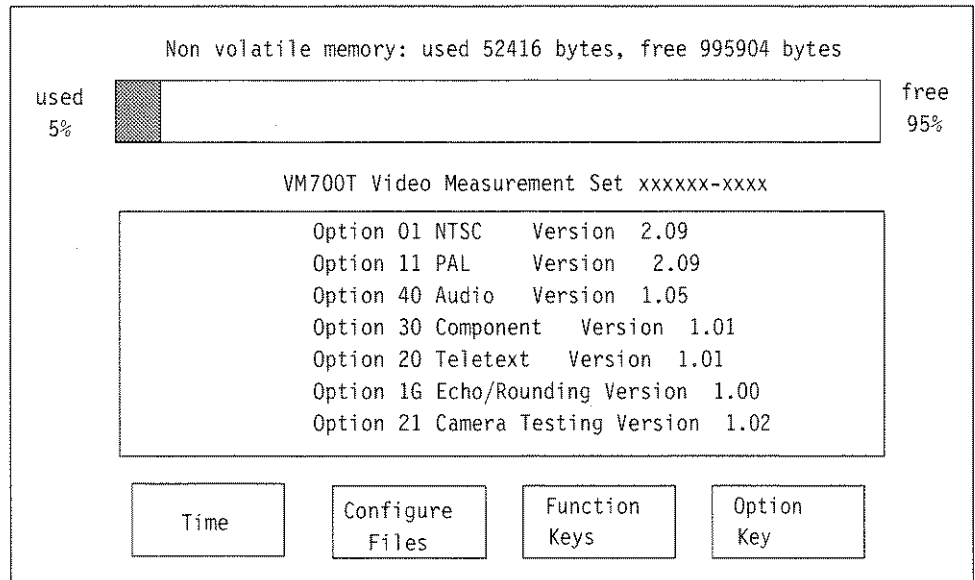 Non volatile memory: used 52416 bytes, free 995904 bytes
used
5%
free
95%
VM700T Video Measurement Set xxxxxx-xxxx
Option 01 NTSC Version 2.09
Option 11 PAL Version 2.09
Option 40 Audio Version 1.05
Option 30 Component Version 1.01
Option 20 Teletext Version 1.01
Option 1G Echo/Rounding Version 1.00
Option 21 Camera Testing Version 1.02
Time
Configure
Files
Function
Keys
Option
Key